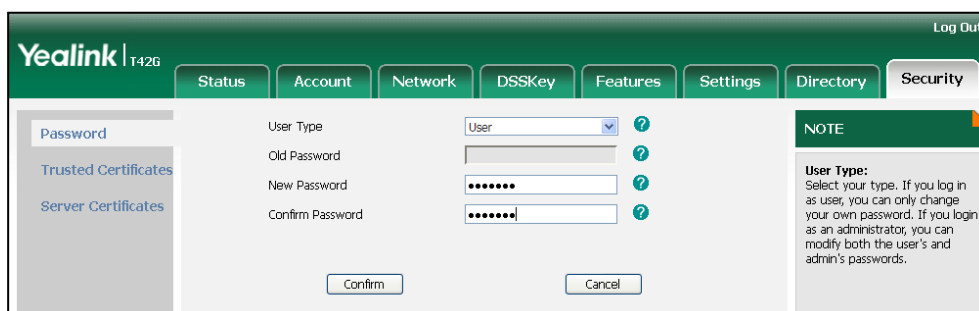 Log Out
Yealink | T42G
Status Account Network DSSKey Features Settings Directory Security
Password
Trusted Certificates
Server Certificates
User Type User ?
Old Password ?
New Password ••••••• ?
Confirm Password ••••••• ?
Confirm Cancel
NOTE
User Type:
Select your type. If you log in
as user, you can only change
your own password. If you login
as an administrator, you can
modify both the user's and
admin's passwords.